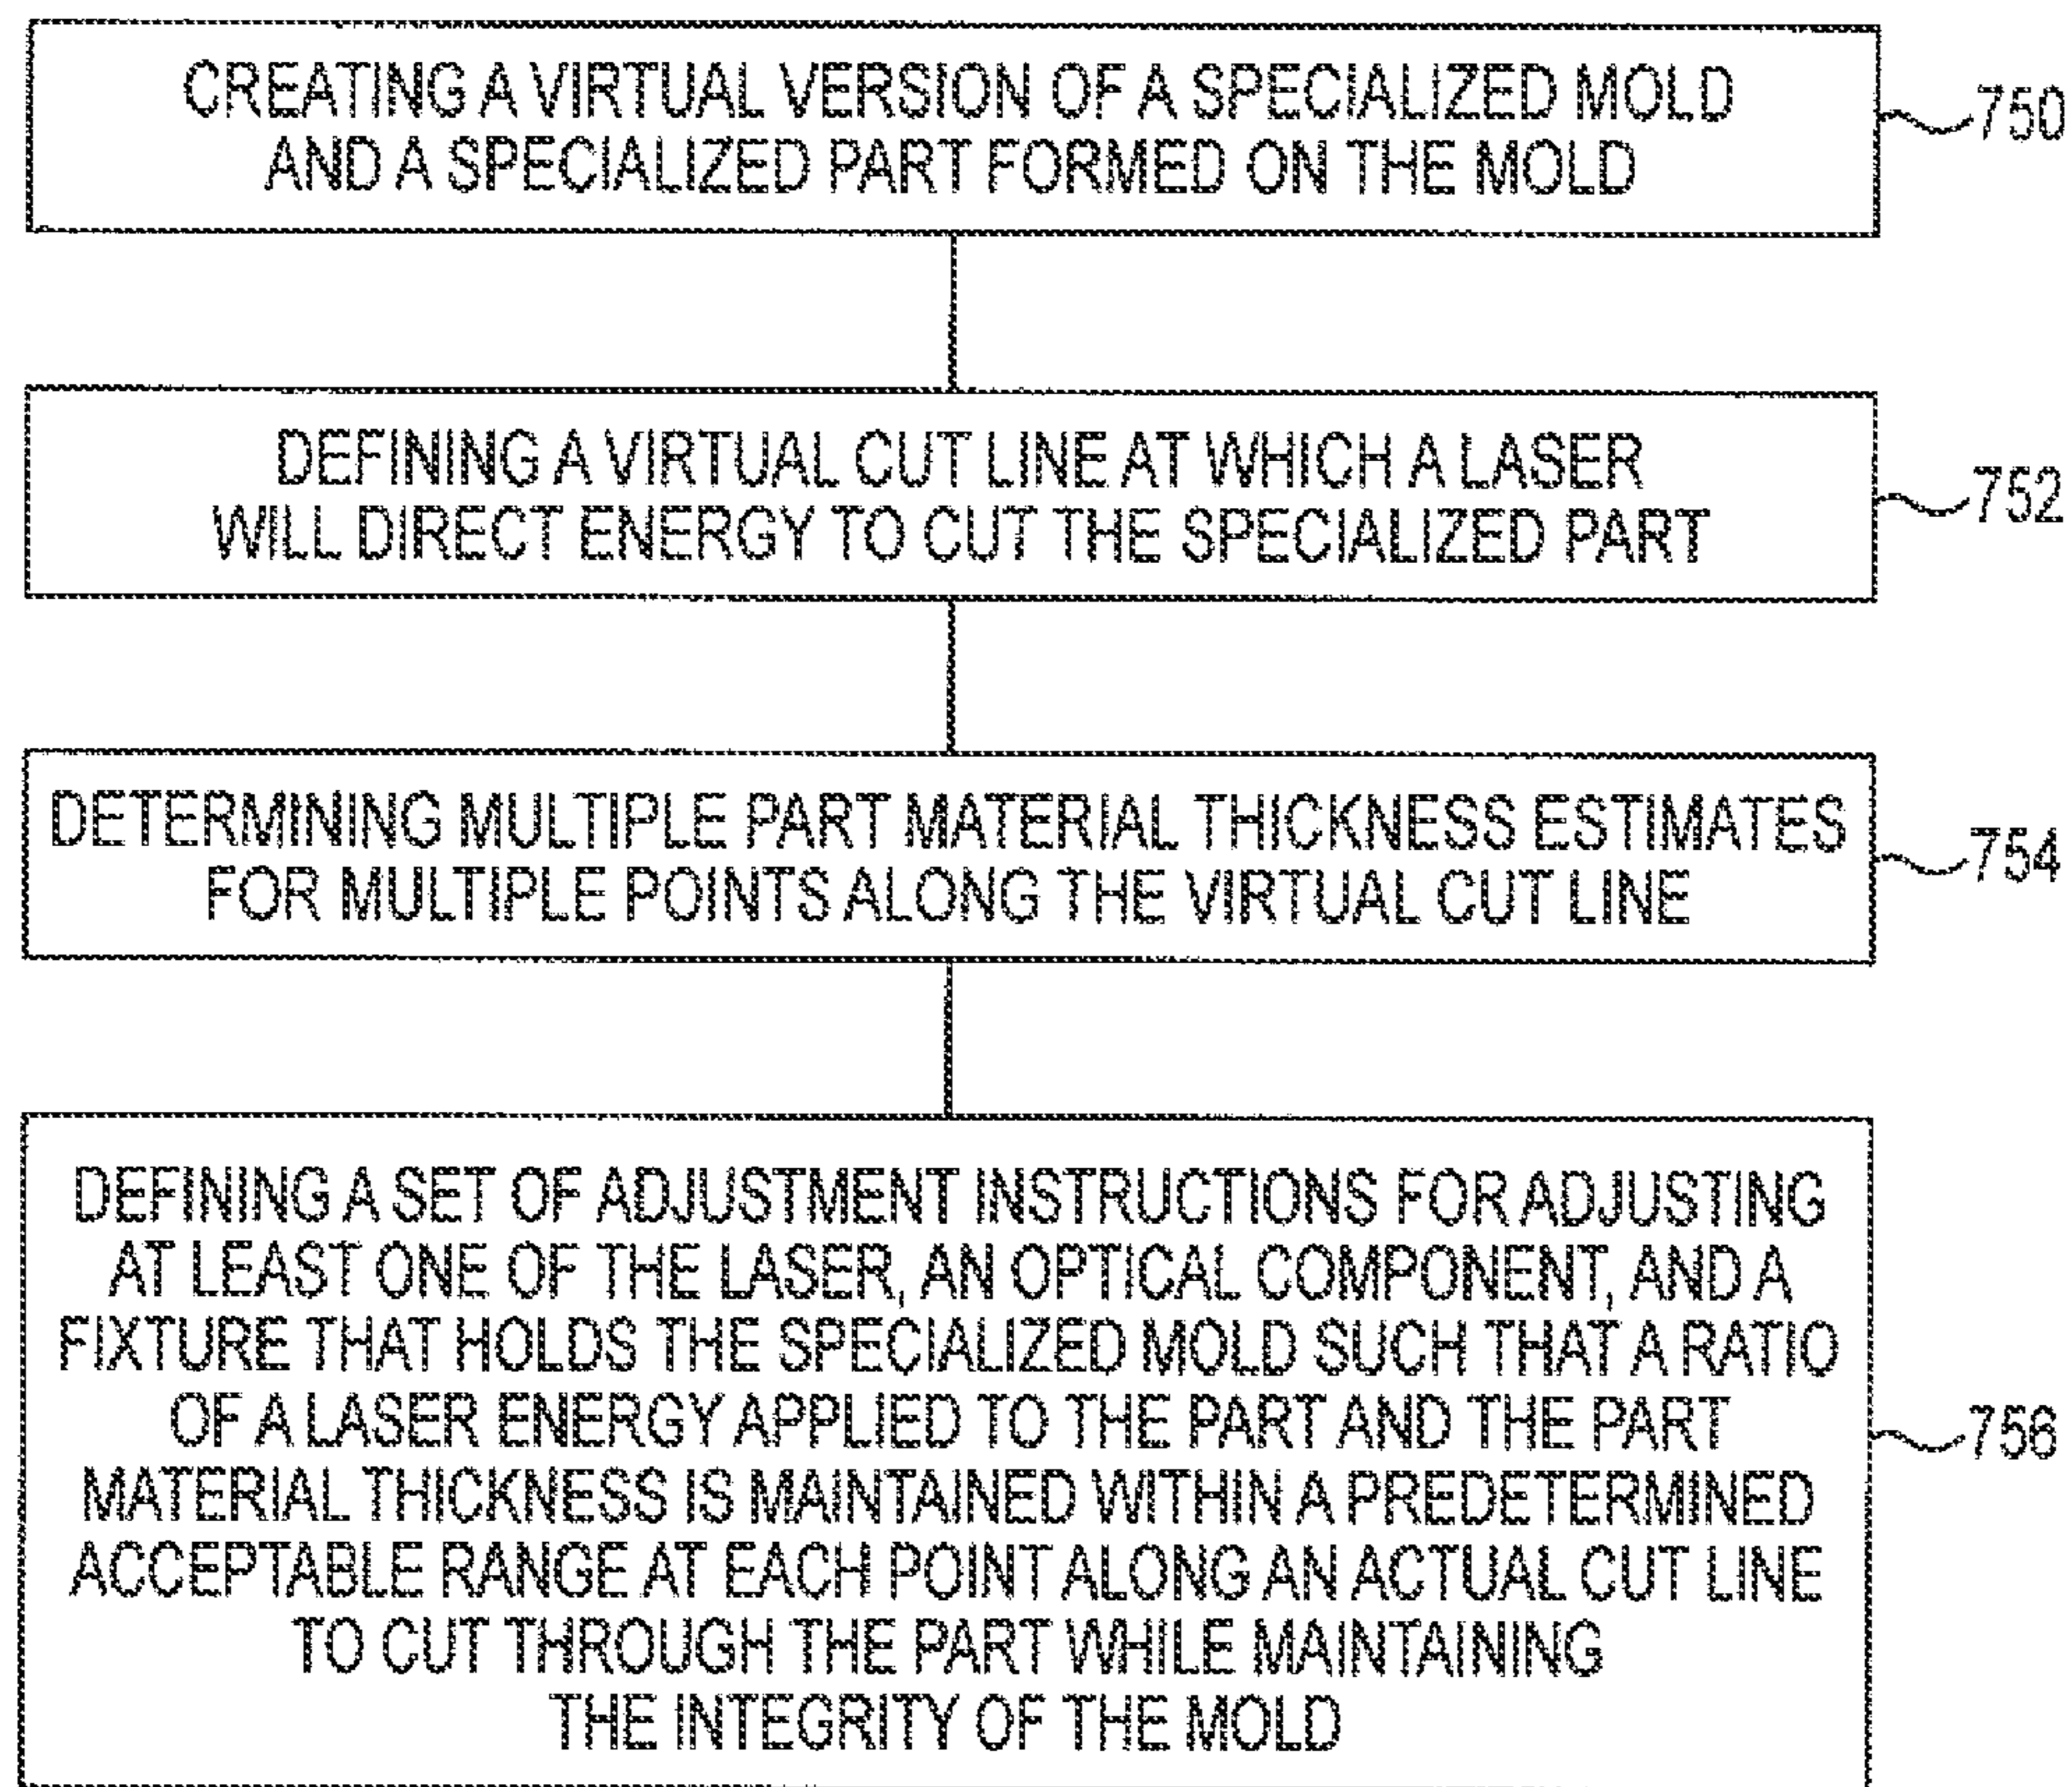 CREATING A VIRTUAL VERSION OF A SPECIALIZED MOLD
AND A SPECIALIZED PART FORMED ON THE MOLD
750
DEFINING A VIRTUAL CUT LINE AT WHICH A LASER
WILL DIRECT ENERGY TO CUT THE SPECIALIZED PART
752
DETERMINING MULTIPLE PART MATERIAL THICKNESS ESTIMATES
FOR MULTIPLE POINTS ALONG THE VIRTUAL CUT LINE
754
DEFINING A SET OF ADJUSTMENT INSTRUCTIONS FOR ADJUSTING
AT LEAST ONE OF THE LASER, AN OPTICAL COMPONENT, AND A
FIXTURE THAT HOLDS THE SPECIALIZED MOLD SUCH THAT A RATIO
OF A LASER ENERGY APPLIED TO THE PART AND THE PART
MATERIAL THICKNESS IS MAINTAINED WITHIN A PREDETERMINED
ACCEPTABLE RANGE AT EACH POINT ALONG AN ACTUAL CUT LINE
TO CUT THROUGH THE PART WHILE MAINTAINING
THE INTEGRITY OF THE MOLD
756